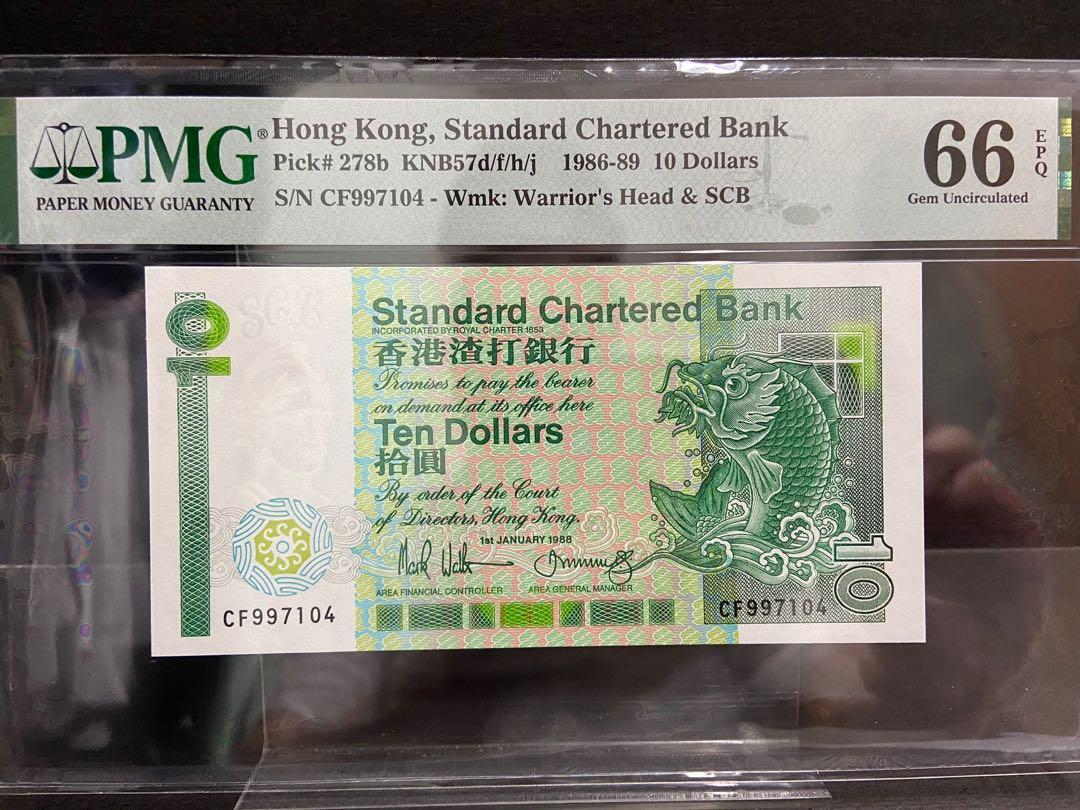 PMG®
PAPER MONEY GUARANTY
Hong Kong, Standard Chartered Bank
Pick# 278b KNB57d/f/h/j 1986-89 10 Dollars
S/N CF997104 - Wmk: Warrior's Head & SCB
66 EPQ
Gem Uncirculated
10
SCB
Standard Chartered Bank
INCORPORATED BY ROYAL CHARTER 1853
香港渣打銀行
Promises to pay the bearer
on demand at its office here
Ten Dollars
拾圓
By order of the Court
of Directors, Hong Kong.
1st JANUARY 1988
AREA FINANCIAL CONTROLLER AREA GENERAL MANAGER
CF997104
CF997104
10